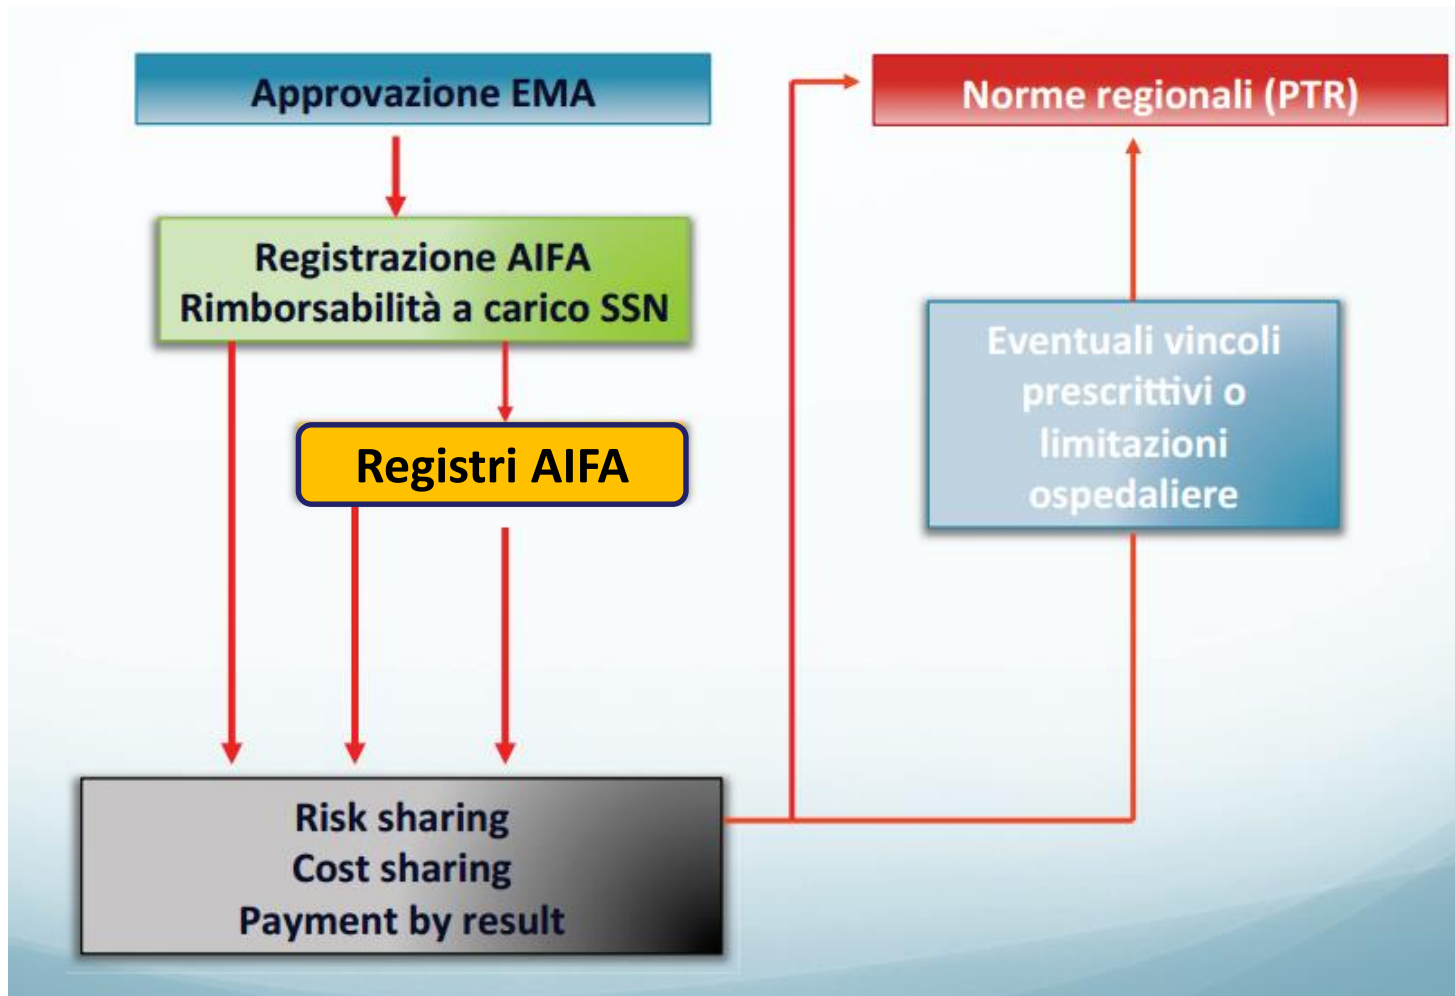 Approvazione EMA
Norme regionali (PTR)
Registrazione AIFA
Rimborsabilità a carico SSN
Registri AIFA
Eventuali vincoli
prescrittivi o
limitazioni
ospedaliere
Risk sharing
Cost sharing
Payment by result